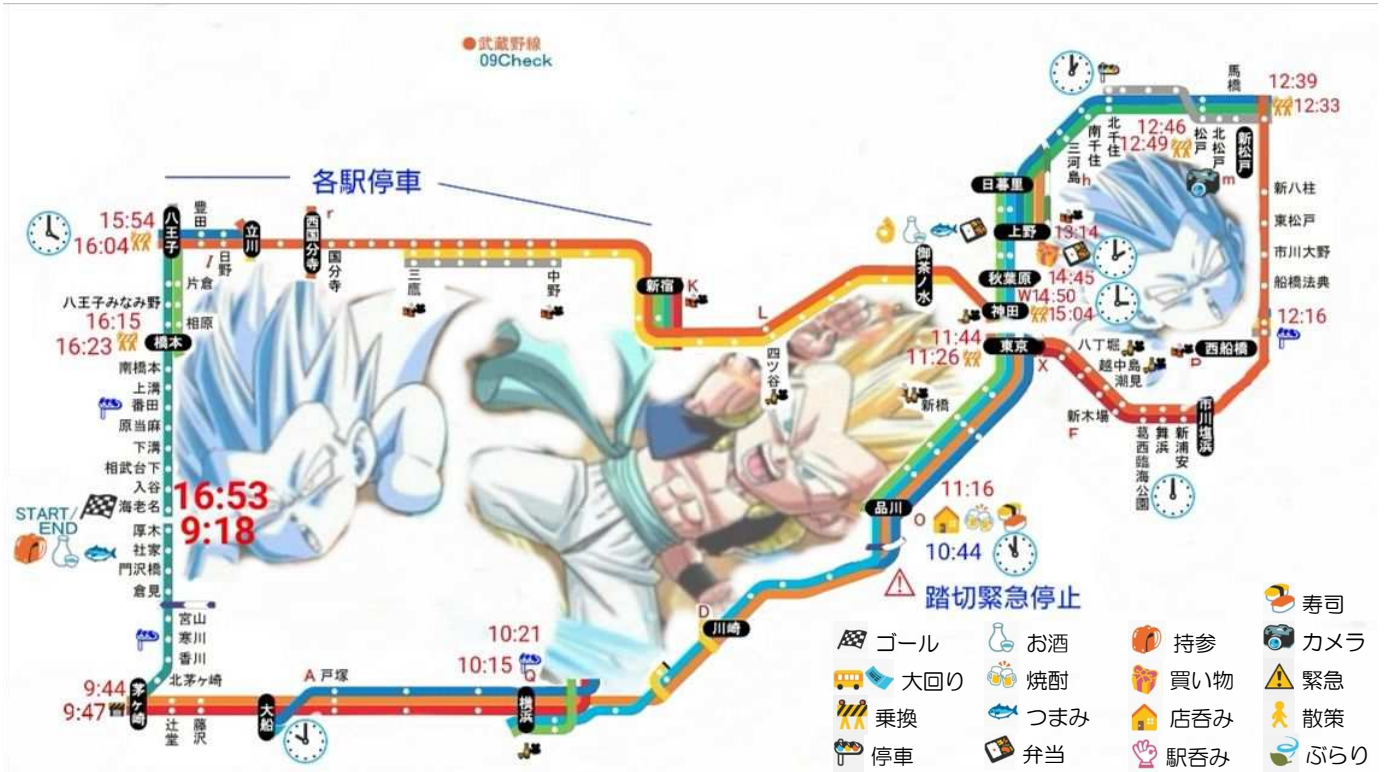 ●武蔵野線
09Check
各駅停車
馬橋
12:39
12:33
12:46
12:49
北千住
南千住
三河島
松戸
北松戸
新松戸
h
m
日暮里
上野
13:14
新八柱
東松戸
市川大野
船橋法典
12:16
西船橋
p
秋葉原
14:45
W14:50
神田
15:04
御茶ノ水
11:44
11:26
東京
X
八丁堀
越中島
潮見
新木場
F
葛西臨海公園
舞浜
新浦安
市川塩浜
15:54
16:04
八王子
豊田
日野
l
立川
西国分寺
r
国分寺
三鷹
中野
新宿
K
L
四ツ谷
新橋
片倉
八王子みなみ野
相原
16:15
16:23
橋本
南橋本
上溝
番田
原当麻
下溝
相武台下
入谷
海老名
16:53
9:18
START/
END
厚木
社家
門沢橋
倉見
宮山
寒川
香川
北茅ヶ崎
9:44
9:47
茅ヶ崎
辻堂
藤沢
大船
A 戸塚
10:21
10:15
Q
横浜
D
川崎
品川
O
11:16
10:44
踏切緊急停止
寿司
ゴール
お酒
持参
カメラ
大回り
焼酎
買い物
緊急
乗換
つまみ
店呑み
散策
停車
弁当
駅呑み
ぶらり